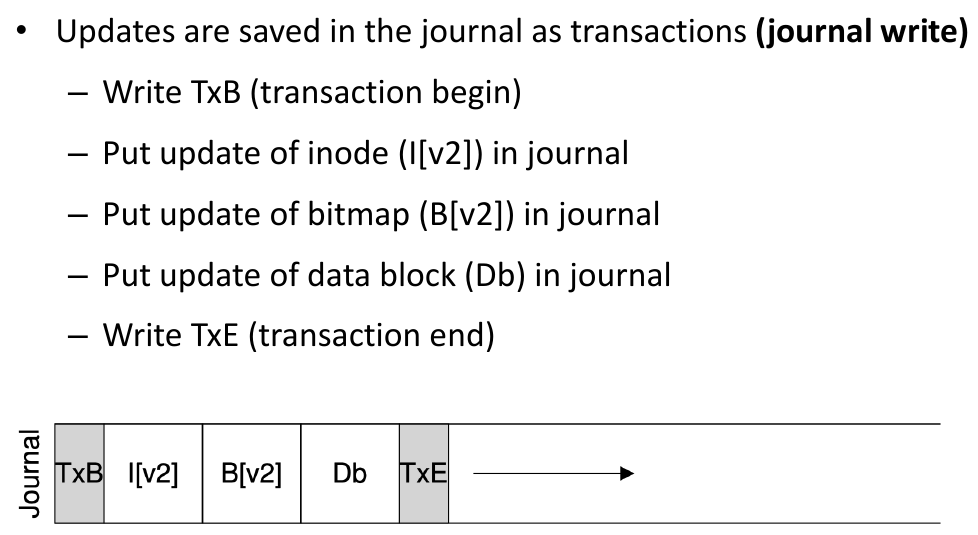 • Updates are saved in the journal as transactions (journal write)
– Write TxB (transaction begin)
– Put update of inode (I[v2]) in journal
– Put update of bitmap (B[v2]) in journal
– Put update of data block (Db) in journal
– Write TxE (transaction end)
Journal
TxB I[v2] B[v2] Db TxE